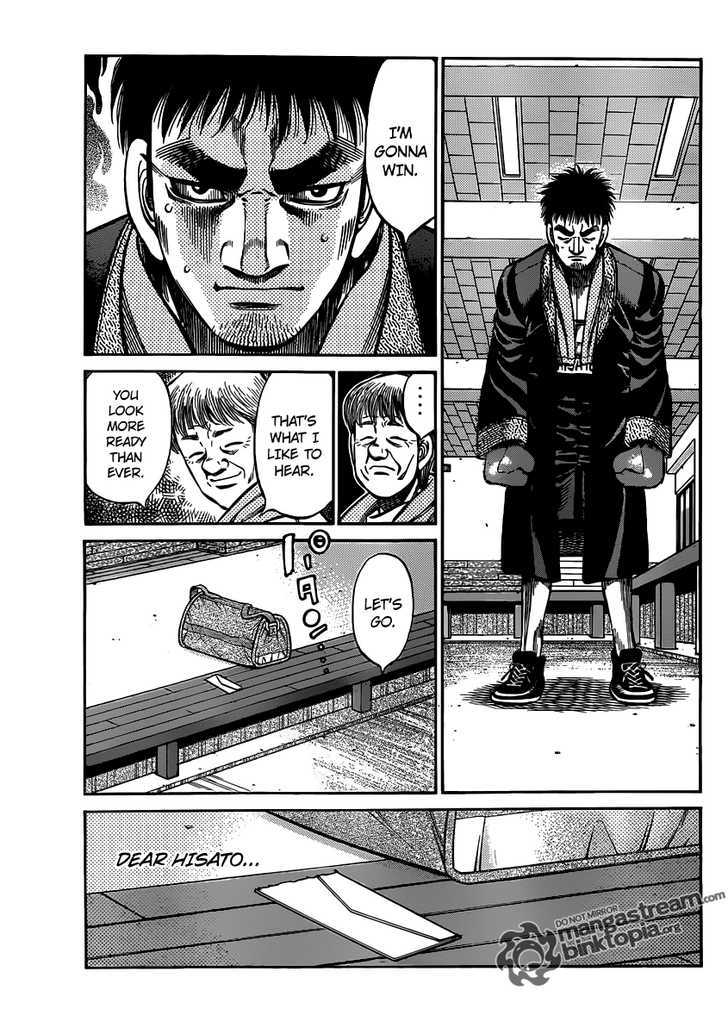 I'M
GONNA
WIN.
THAT'S
WHAT I
LIKE TO
HEAR.
YOU
LOOK
MORE
READY
THAN
EVER.
LET'S
GO.
DEAR HISATO...
DO NOT MIRROR
mangastream.com
binktopia.org